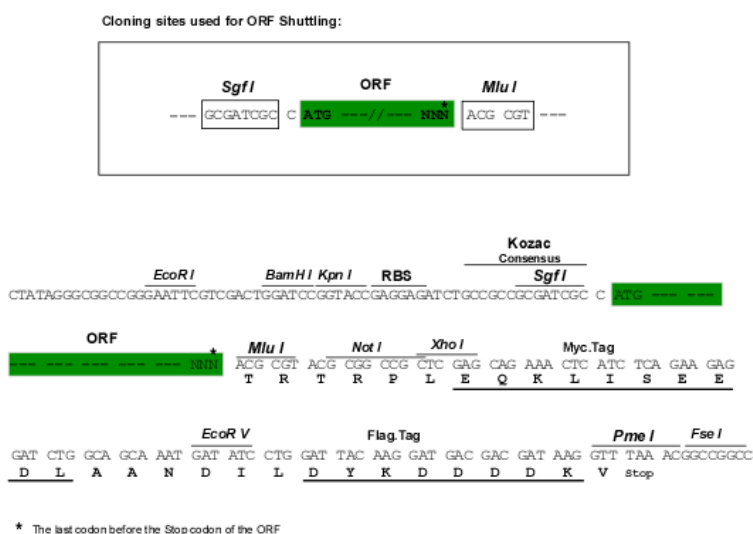 Cloning sites used for ORF Shuttling:
Sgf I ORF Mlu I
--- GCGATCGC C ATG ---//--- NNN* ACG CGT ---
Kozac
Consensus
EcoR I BamH I Kpn I RBS Sgf I
CTATAGGGCGGCCGGGAATTCGTCGACTGGATCCGGTACCGAGGAGATCTGCCGCCGCGATCGC C ATG --- ---
ORF Mlu I Not I Xho I Myc.Tag
--- --- --- --- --- --- NNN* ACG CGT ACG CGG CCG CTC GAG CAG AAA CTC ATC TCA GAA GAG
T R T R P L E Q K L I S E E
EcoR V Flag.Tag Pme I Fse I
GAT CTG GCA GCA AAT GAT ATC CTG GAT TAC AAG GAT GAC GAC GAT AAG GTT TAA ACGGCCGGCC
D L A A N D I L D Y K D D D D K V Stop
* The last codon before the Stop codon of the ORF